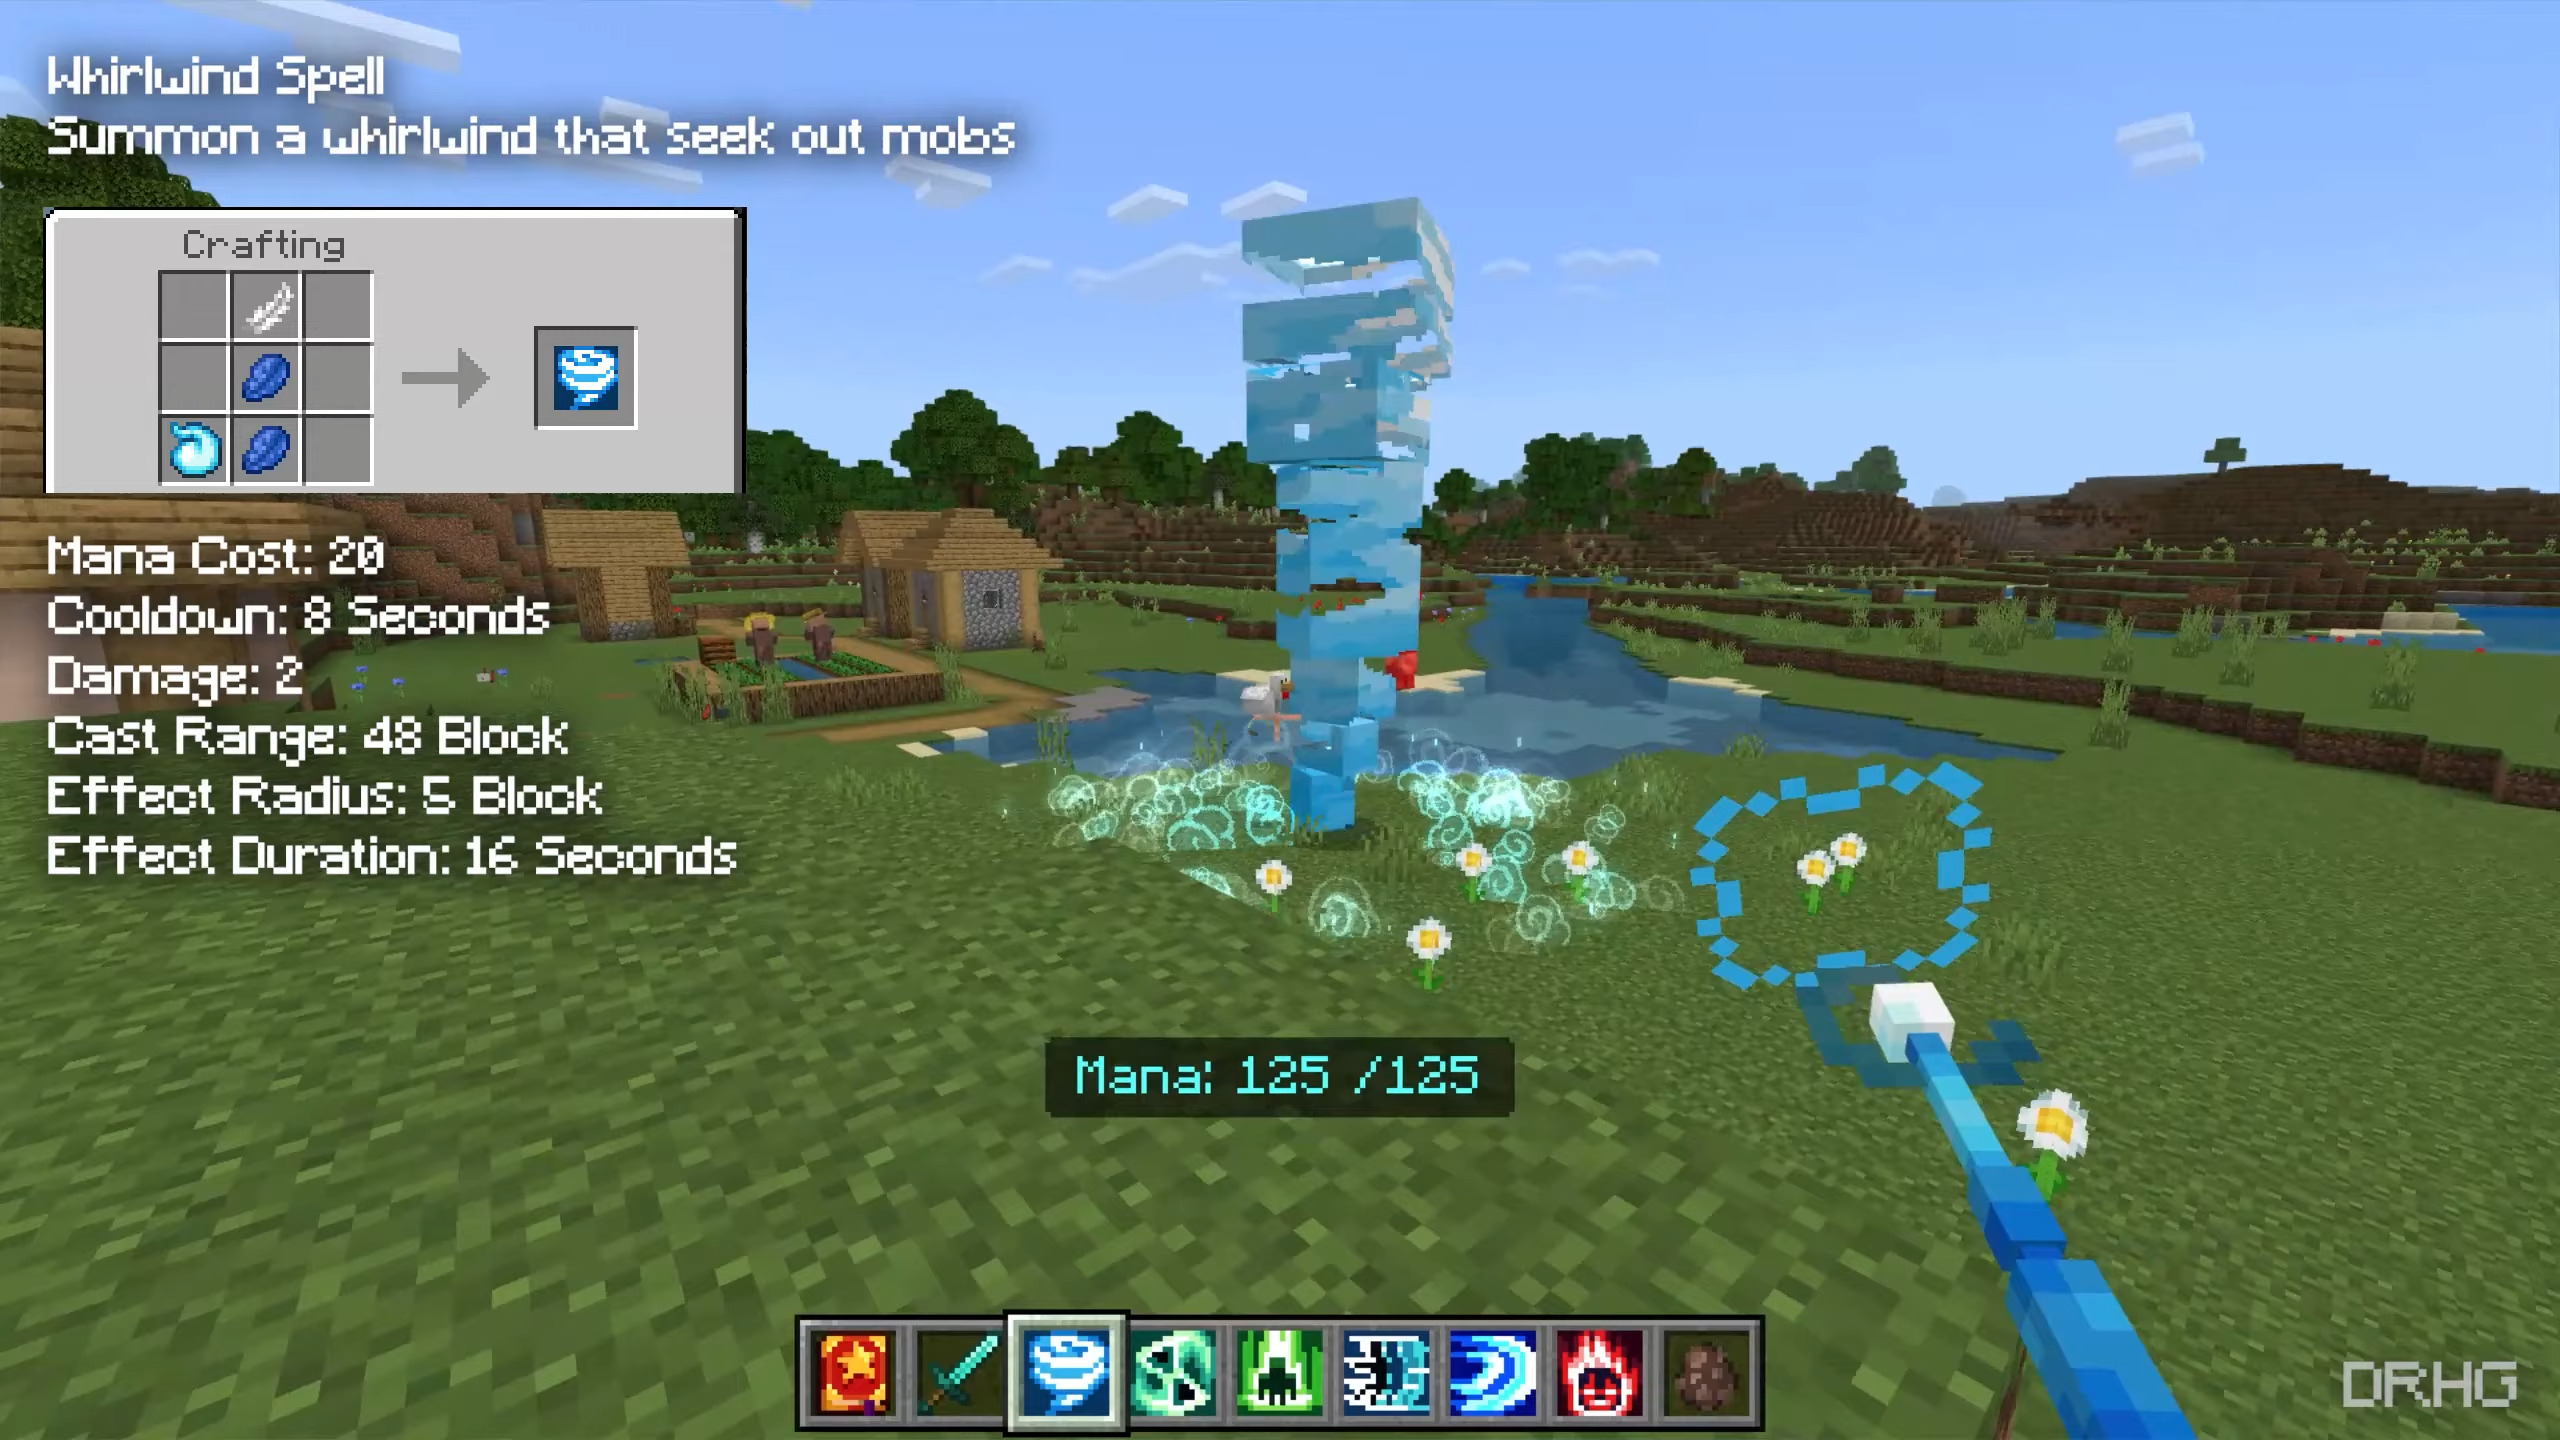 Whirlwind Spell
Summon a whirlwind that seek out mobs
Crafting
Mana Cost: 20
Cooldown: 8 Seconds
Damage: 2
Cast Range: 48 Block
Effect Radius: 5 Block
Effect Duration: 16 Seconds
Mana: 125 /125
DRHG